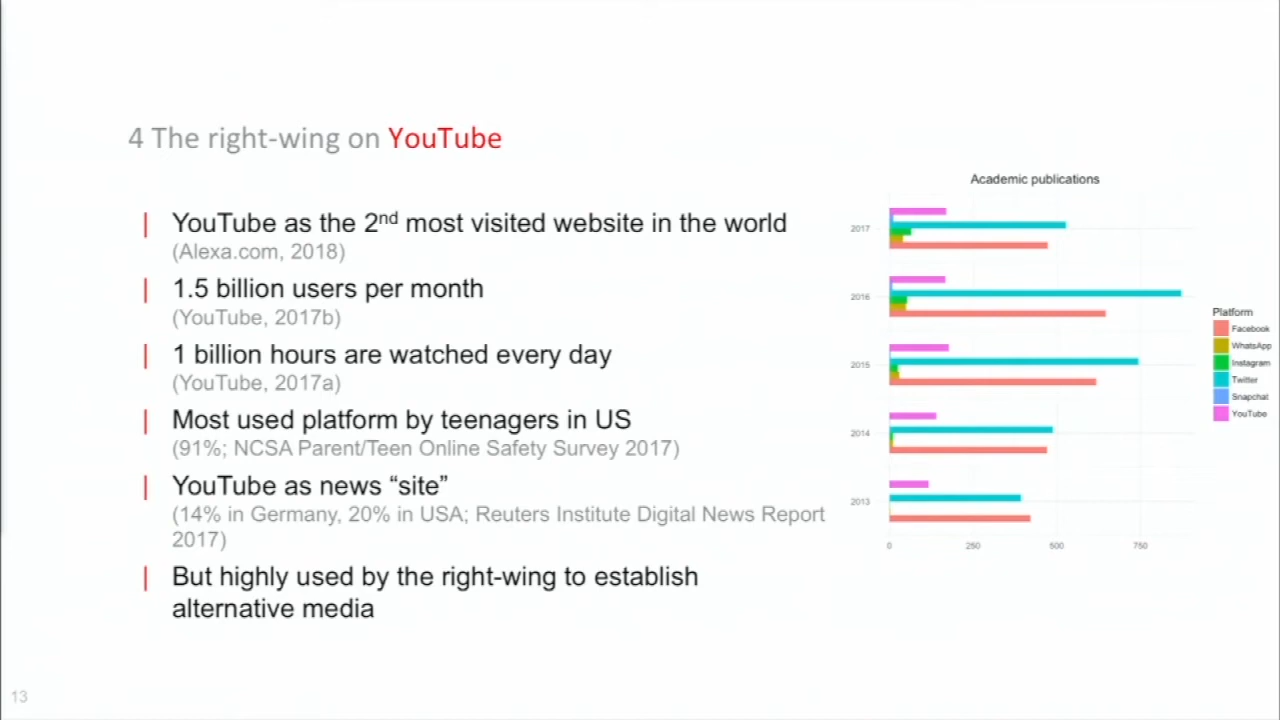 4 The right-wing on YouTube
YouTube as the 2nd most visited website in the world
(Alexa.com, 2018)
1.5 billion users per month
(YouTube, 2017b)
1 billion hours are watched every day
(YouTube, 2017a)
Most used platform by teenagers in US
(91%; NCSA Parent/Teen Online Safety Survey 2017)
YouTube as news “site”
(14% in Germany, 20% in USA; Reuters Institute Digital News Report
2017)
But highly used by the right-wing to establish
alternative media
Academic publications
2017
2016
2015
2014
2013
0 250 500 750
Platform
Facebook
WhatsApp
Instagram
Twitter
Snapchat
YouTube
13